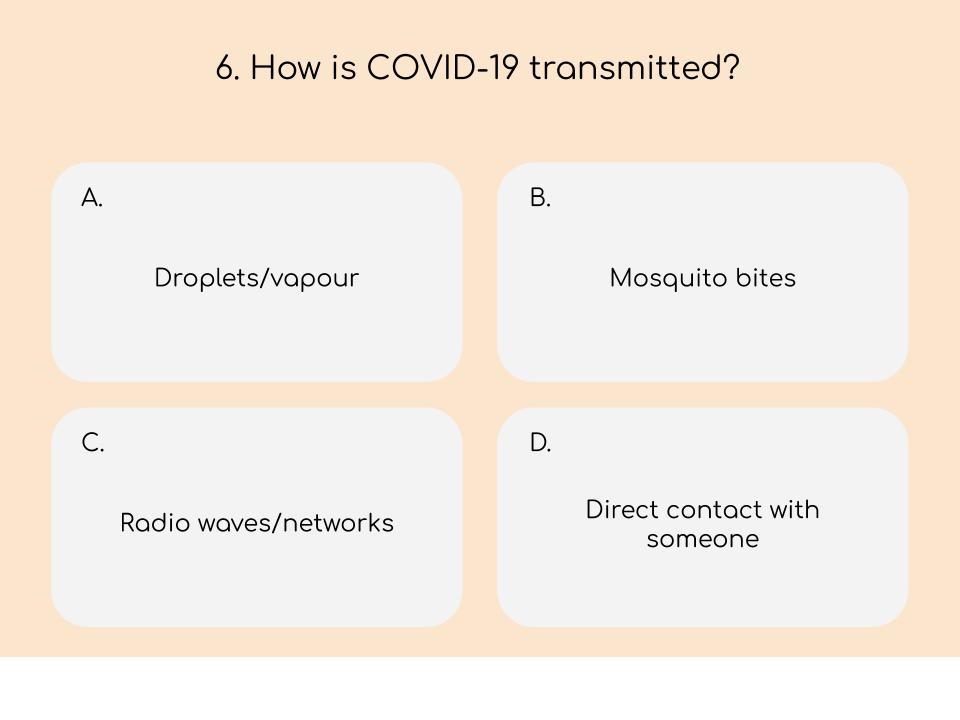 6. How is COVID-19 transmitted?
A.
Droplets/vapour
B.
Mosquito bites
C.
Radio waves/networks
D.
Direct contact with
someone